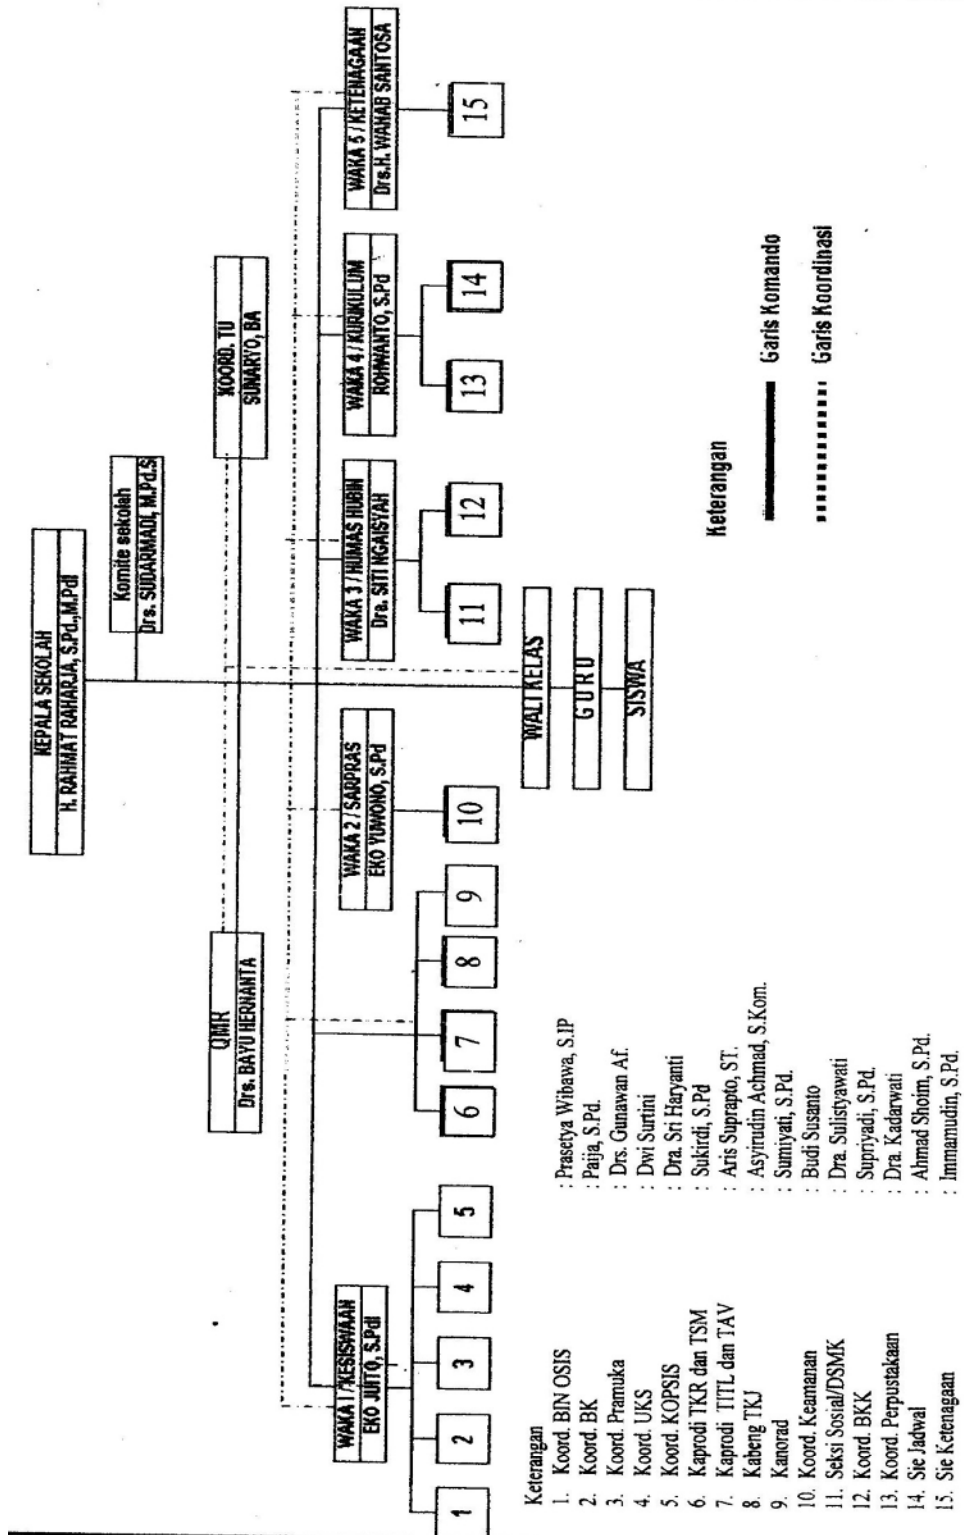 KEPALA SEKOLAH
H. RAHMAT RAHARJA, S.Pd.,M.PdI
Komite sekolah
Drs. SUDARMADI, M.Pd.Si
QMR
Drs. BAYU HERNANTA
KOORD. TU
SUNARYO, BA
WAKA 1 / KESISWAAN
EKO JUITO, S.PdI
WAKA 2 / SARPRAS
EKO YUWONO, S.Pd
WAKA 3 / HUMAS HUBIN
Dra. SITI NGAISYAH
WAKA 4 / KURIKULUM
ROHWANTO, S.Pd
WAKA 5 / KETENAGAAN
Drs.H. WAHAB SANTOSA
1
2
3
4
5
6
7
8
9
10
11
12
13
14
15
WALI KELAS
G U R U
SISWA
Keterangan
Garis Komando
Garis Koordinasi
Keterangan
1. Koord. BIN OSIS : Prasetya Wibawa, S.IP
2. Koord. BK : Paija, S.Pd.
3. Koord. Pramuka : Drs. Gunawan Af.
4. Koord. UKS : Dwi Surtini
5. Koord. KOPSIS : Dra. Sri Haryanti
6. Kaprodi TKR dan TSM : Sukirdi, S.Pd
7. Kaprodi TITL dan TAV : Aris Suprapto, ST.
8. Kabeng TKJ : Asyirudin Achmad, S.Kom.
9. Kanorad : Sumiyati, S.Pd.
10. Koord. Keamanan : Budi Susanto
11. Seksi Sosial/DSMK : Dra. Sulistyawati
12. Koord. BKK : Supriyadi, S.Pd.
13. Koord. Perpustakaan : Dra. Kadarwati
14. Sie Jadwal : Ahmad Shoim, S.Pd.
15. Sie Ketenagaan : Immamudin, S.Pd.